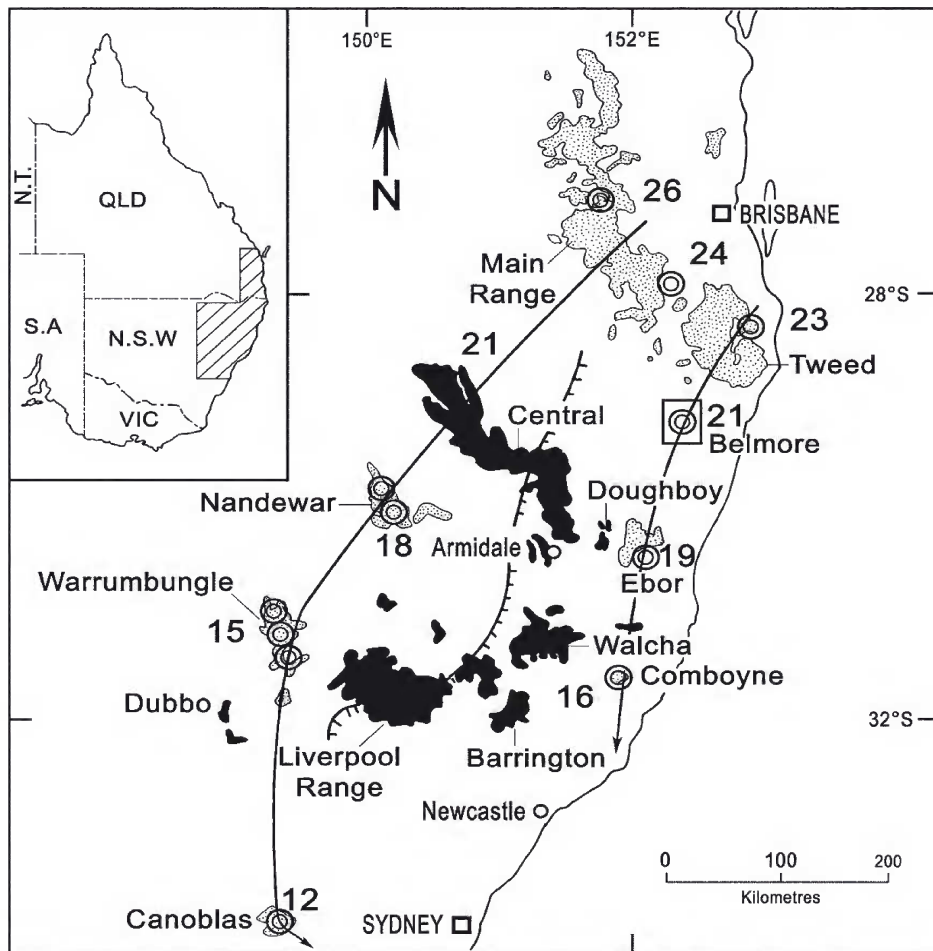 150°E
152°E
N.T.
QLD
S.A
N.S.W
VIC
N
26
BRISBANE
24
Main
Range
28°S
23
21
Tweed
Central
21
Belmore
Doughboy
Nandewar
18
Armidale
19
Ebor
Warrumbungle
15
Walcha
16
Comboyne
Dubbo
32°S
Liverpool
Range
Barrington
Newcastle
0
100
200
Kilometres
12
Canoblas
SYDNEY